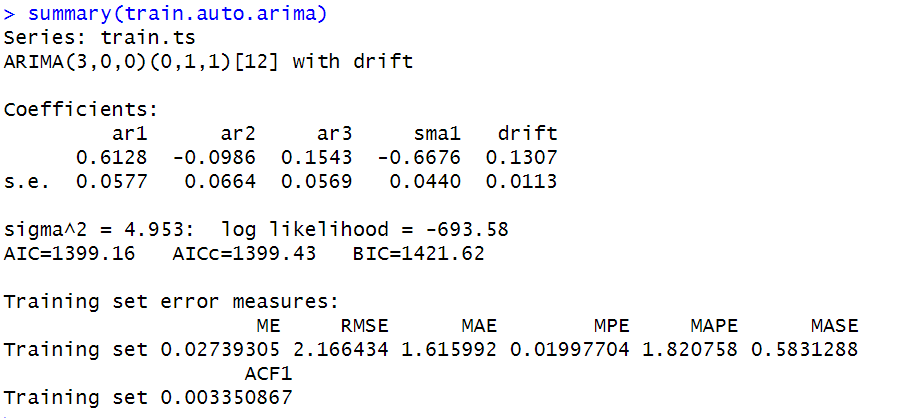 > summary(train.auto.arima)
Series: train.ts
ARIMA(3,0,0)(0,1,1)[12] with drift

Coefficients:
         ar1      ar2     ar3     sma1   drift
      0.6128  -0.0986  0.1543  -0.6676  0.1307
s.e.  0.0577   0.0664  0.0569   0.0440  0.0113

sigma^2 = 4.953:  log likelihood = -693.58
AIC=1399.16   AICc=1399.43   BIC=1421.62

Training set error measures:
                     ME     RMSE      MAE        MPE     MAPE      MASE
Training set 0.02739305 2.166434 1.615992 0.01997704 1.820758 0.5831288
                    ACF1
Training set 0.003350867